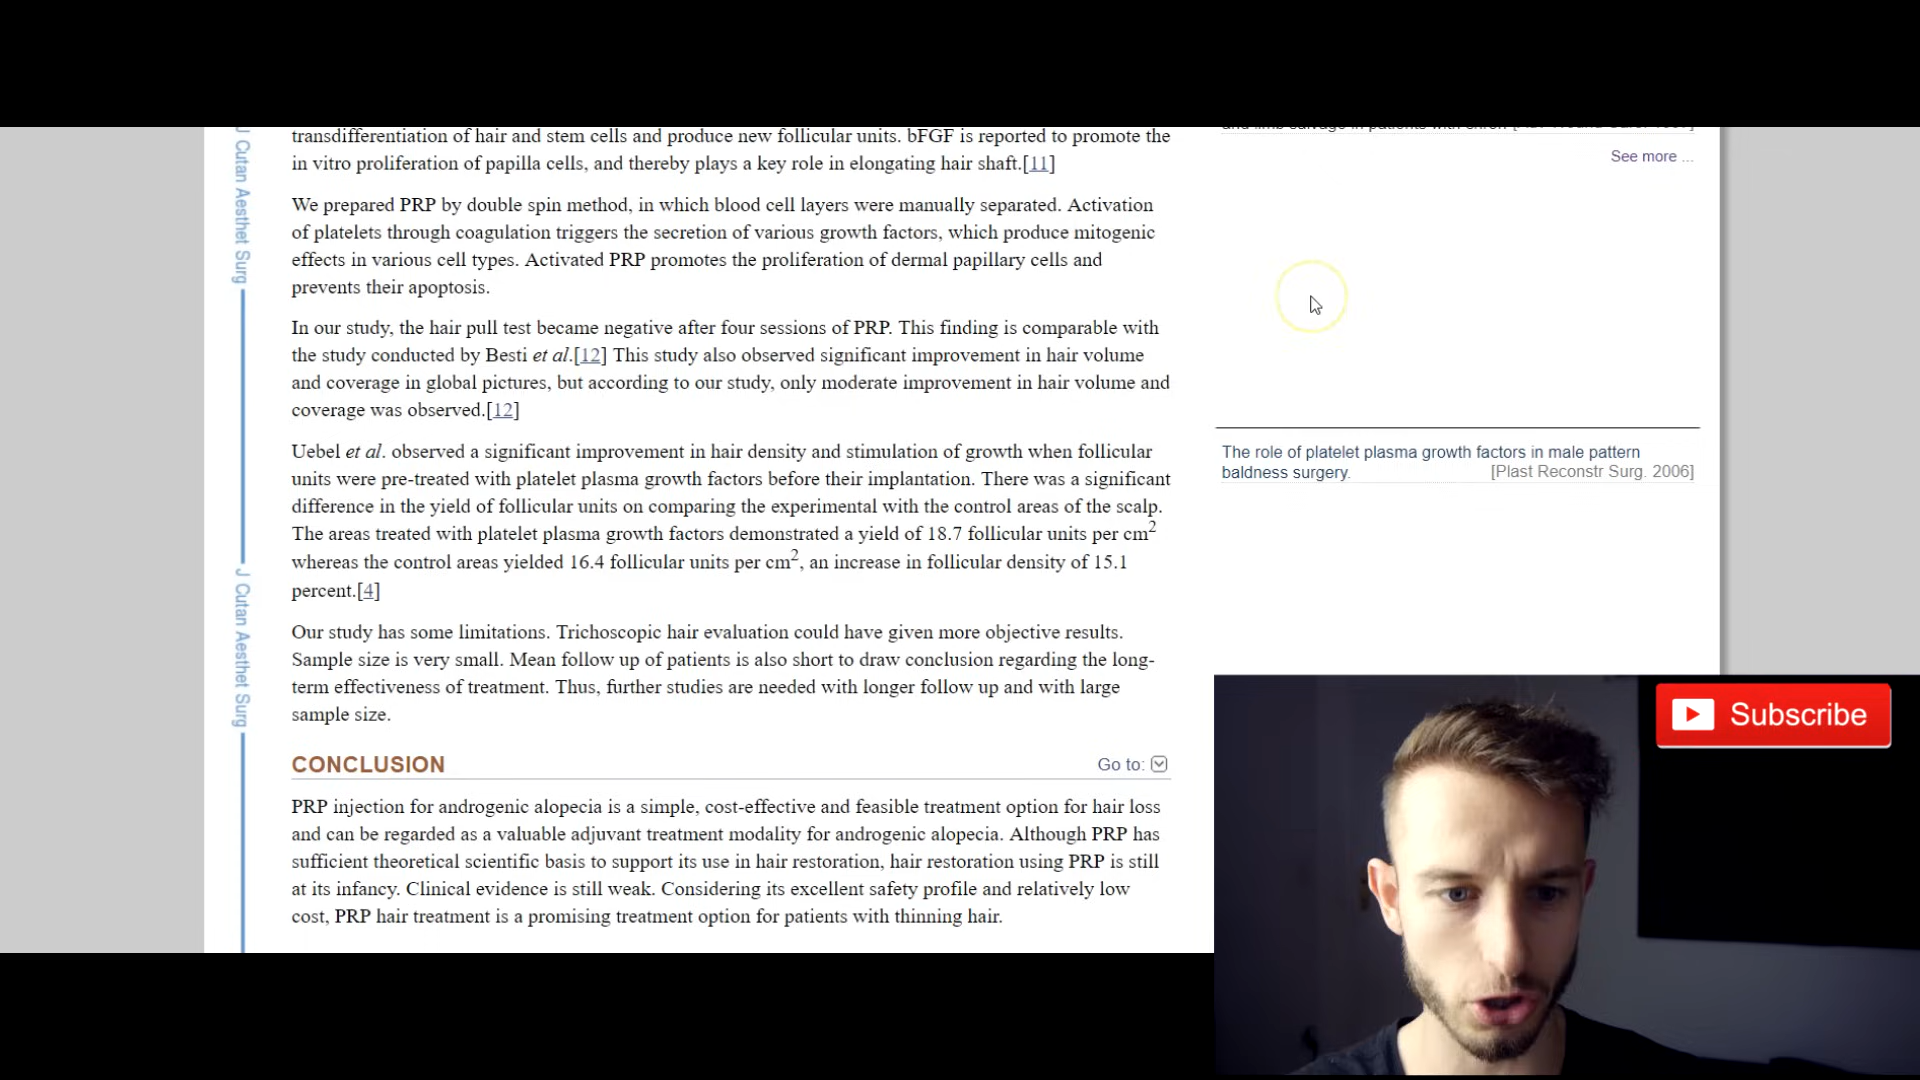 transdifferentiation of hair and stem cells and produce new follicular units. bFGF is reported to promote the
in vitro proliferation of papilla cells, and thereby plays a key role in elongating hair shaft.[11]
We prepared PRP by double spin method, in which blood cell layers were manually separated. Activation
of platelets through coagulation triggers the secretion of various growth factors, which produce mitogenic
effects in various cell types. Activated PRP promotes the proliferation of dermal papillary cells and
prevents their apoptosis.
In our study, the hair pull test became negative after four sessions of PRP. This finding is comparable with
the study conducted by Besti et al.[12] This study also observed significant improvement in hair volume
and coverage in global pictures, but according to our study, only moderate improvement in hair volume and
coverage was observed.[12]
Uebel et al. observed a significant improvement in hair density and stimulation of growth when follicular
units were pre-treated with platelet plasma growth factors before their implantation. There was a significant
difference in the yield of follicular units on comparing the experimental with the control areas of the scalp.
The areas treated with platelet plasma growth factors demonstrated a yield of 18.7 follicular units per cm²
whereas the control areas yielded 16.4 follicular units per cm², an increase in follicular density of 15.1
percent.[4]
Our study has some limitations. Trichoscopic hair evaluation could have given more objective results.
Sample size is very small. Mean follow up of patients is also short to draw conclusion regarding the long-
term effectiveness of treatment. Thus, further studies are needed with longer follow up and with large
sample size.
CONCLUSION
Go to:
PRP injection for androgenic alopecia is a simple, cost-effective and feasible treatment option for hair loss
and can be regarded as a valuable adjuvant treatment modality for androgenic alopecia. Although PRP has
sufficient theoretical scientific basis to support its use in hair restoration, hair restoration using PRP is still
at its infancy. Clinical evidence is still weak. Considering its excellent safety profile and relatively low
cost, PRP hair treatment is a promising treatment option for patients with thinning hair.
J Cutan Aesthet Surg
J Cutan Aesthet Surg
See more ...
The role of platelet plasma growth factors in male pattern
baldness surgery. [Plast Reconstr Surg. 2006]
Subscribe